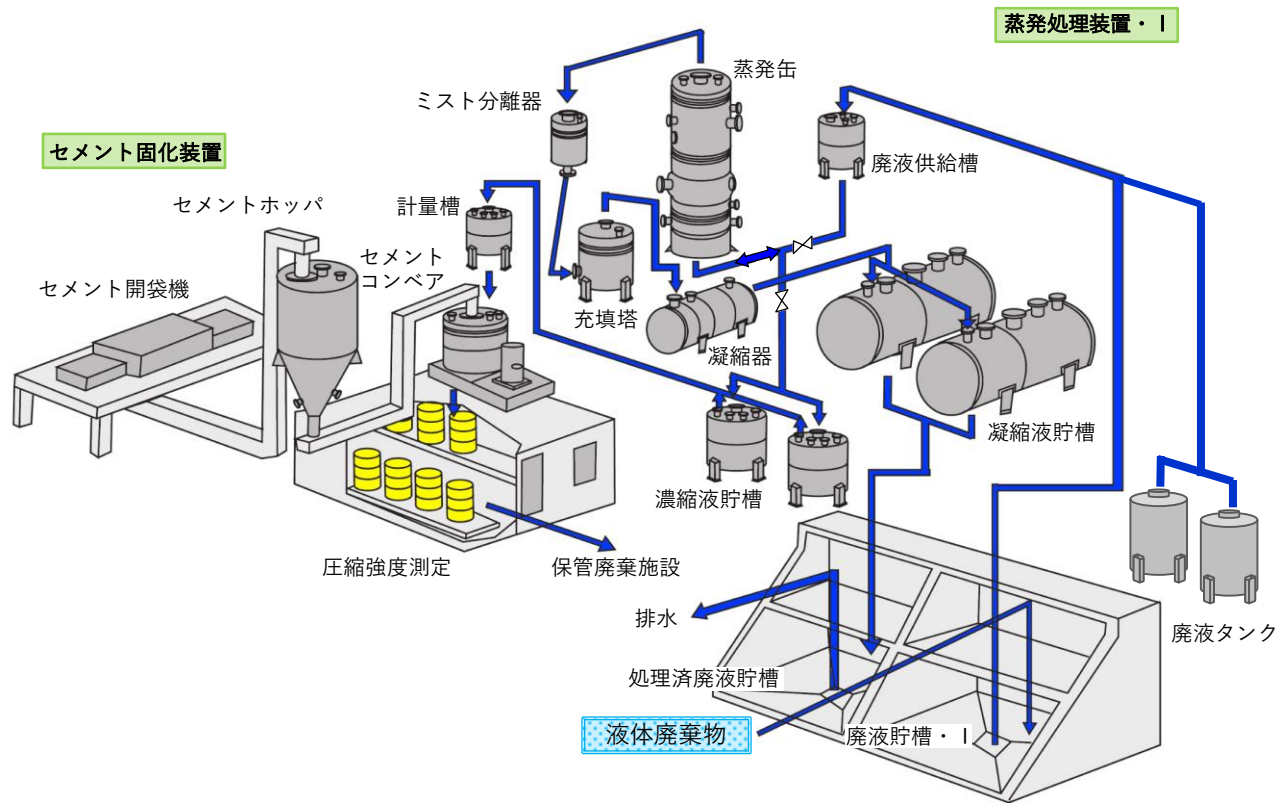 蒸発処理装置・Ⅰ
蒸発缶
ミスト分離器
セメント固化装置
廃液供給槽
セメントホッパ
計量槽
セメント
コンベア
セメント開袋機
充填塔
凝縮器
凝縮液貯槽
濃縮液貯槽
圧縮強度測定
保管廃棄施設
排水
廃液タンク
処理済廃液貯槽
液体廃棄物
廃液貯槽・Ⅰ